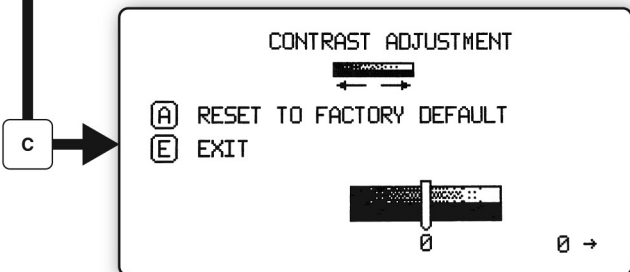 CONTRAST ADJUSTMENT
A RESET TO FACTORY DEFAULT
C
E EXIT
0
0 →